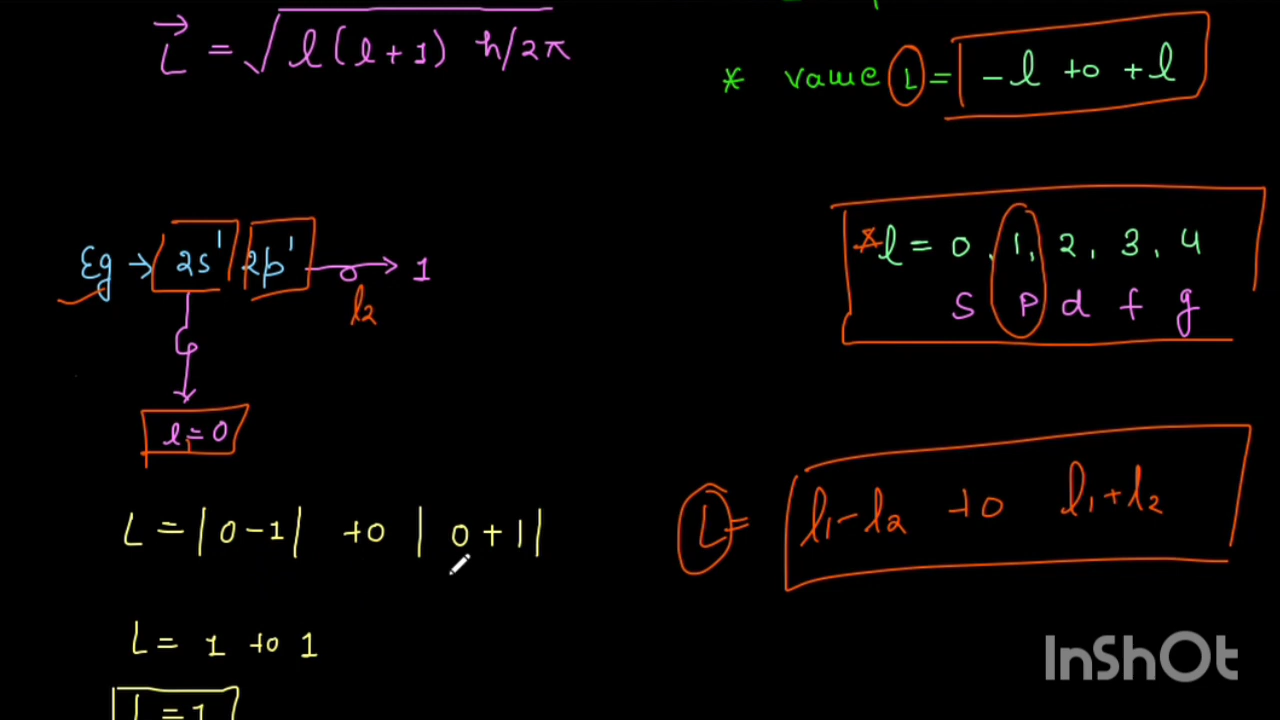 L⃗ = √l(l+1) h/2π
* value L = -l to +l
Eg → 2s¹ 2p¹ → 1
l₂
*l = 0, 1, 2, 3, 4
s p d f g
l₁=0
L = |0-1| to |0+1|
L = l₁-l₂ to l₁+l₂
L = 1 to 1
L = 1
InShOt